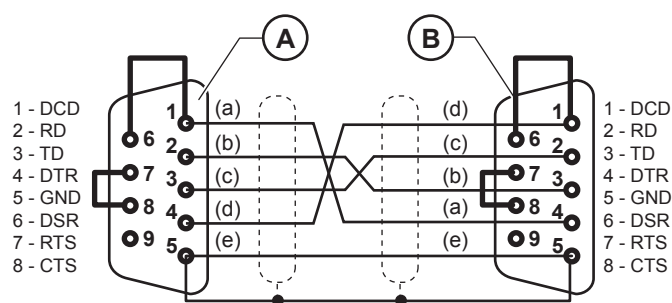 A
B
1 - DCD
2 - RD
3 - TD
4 - DTR
5 - GND
6 - DSR
7 - RTS
8 - CTS
1
2
3
4
5
6
7
8
9
(a)
(b)
(c)
(d)
(e)
(d)
(c)
(b)
(a)
(e)
1
2
3
4
5
6
7
8
9
1 - DCD
2 - RD
3 - TD
4 - DTR
5 - GND
6 - DSR
7 - RTS
8 - CTS